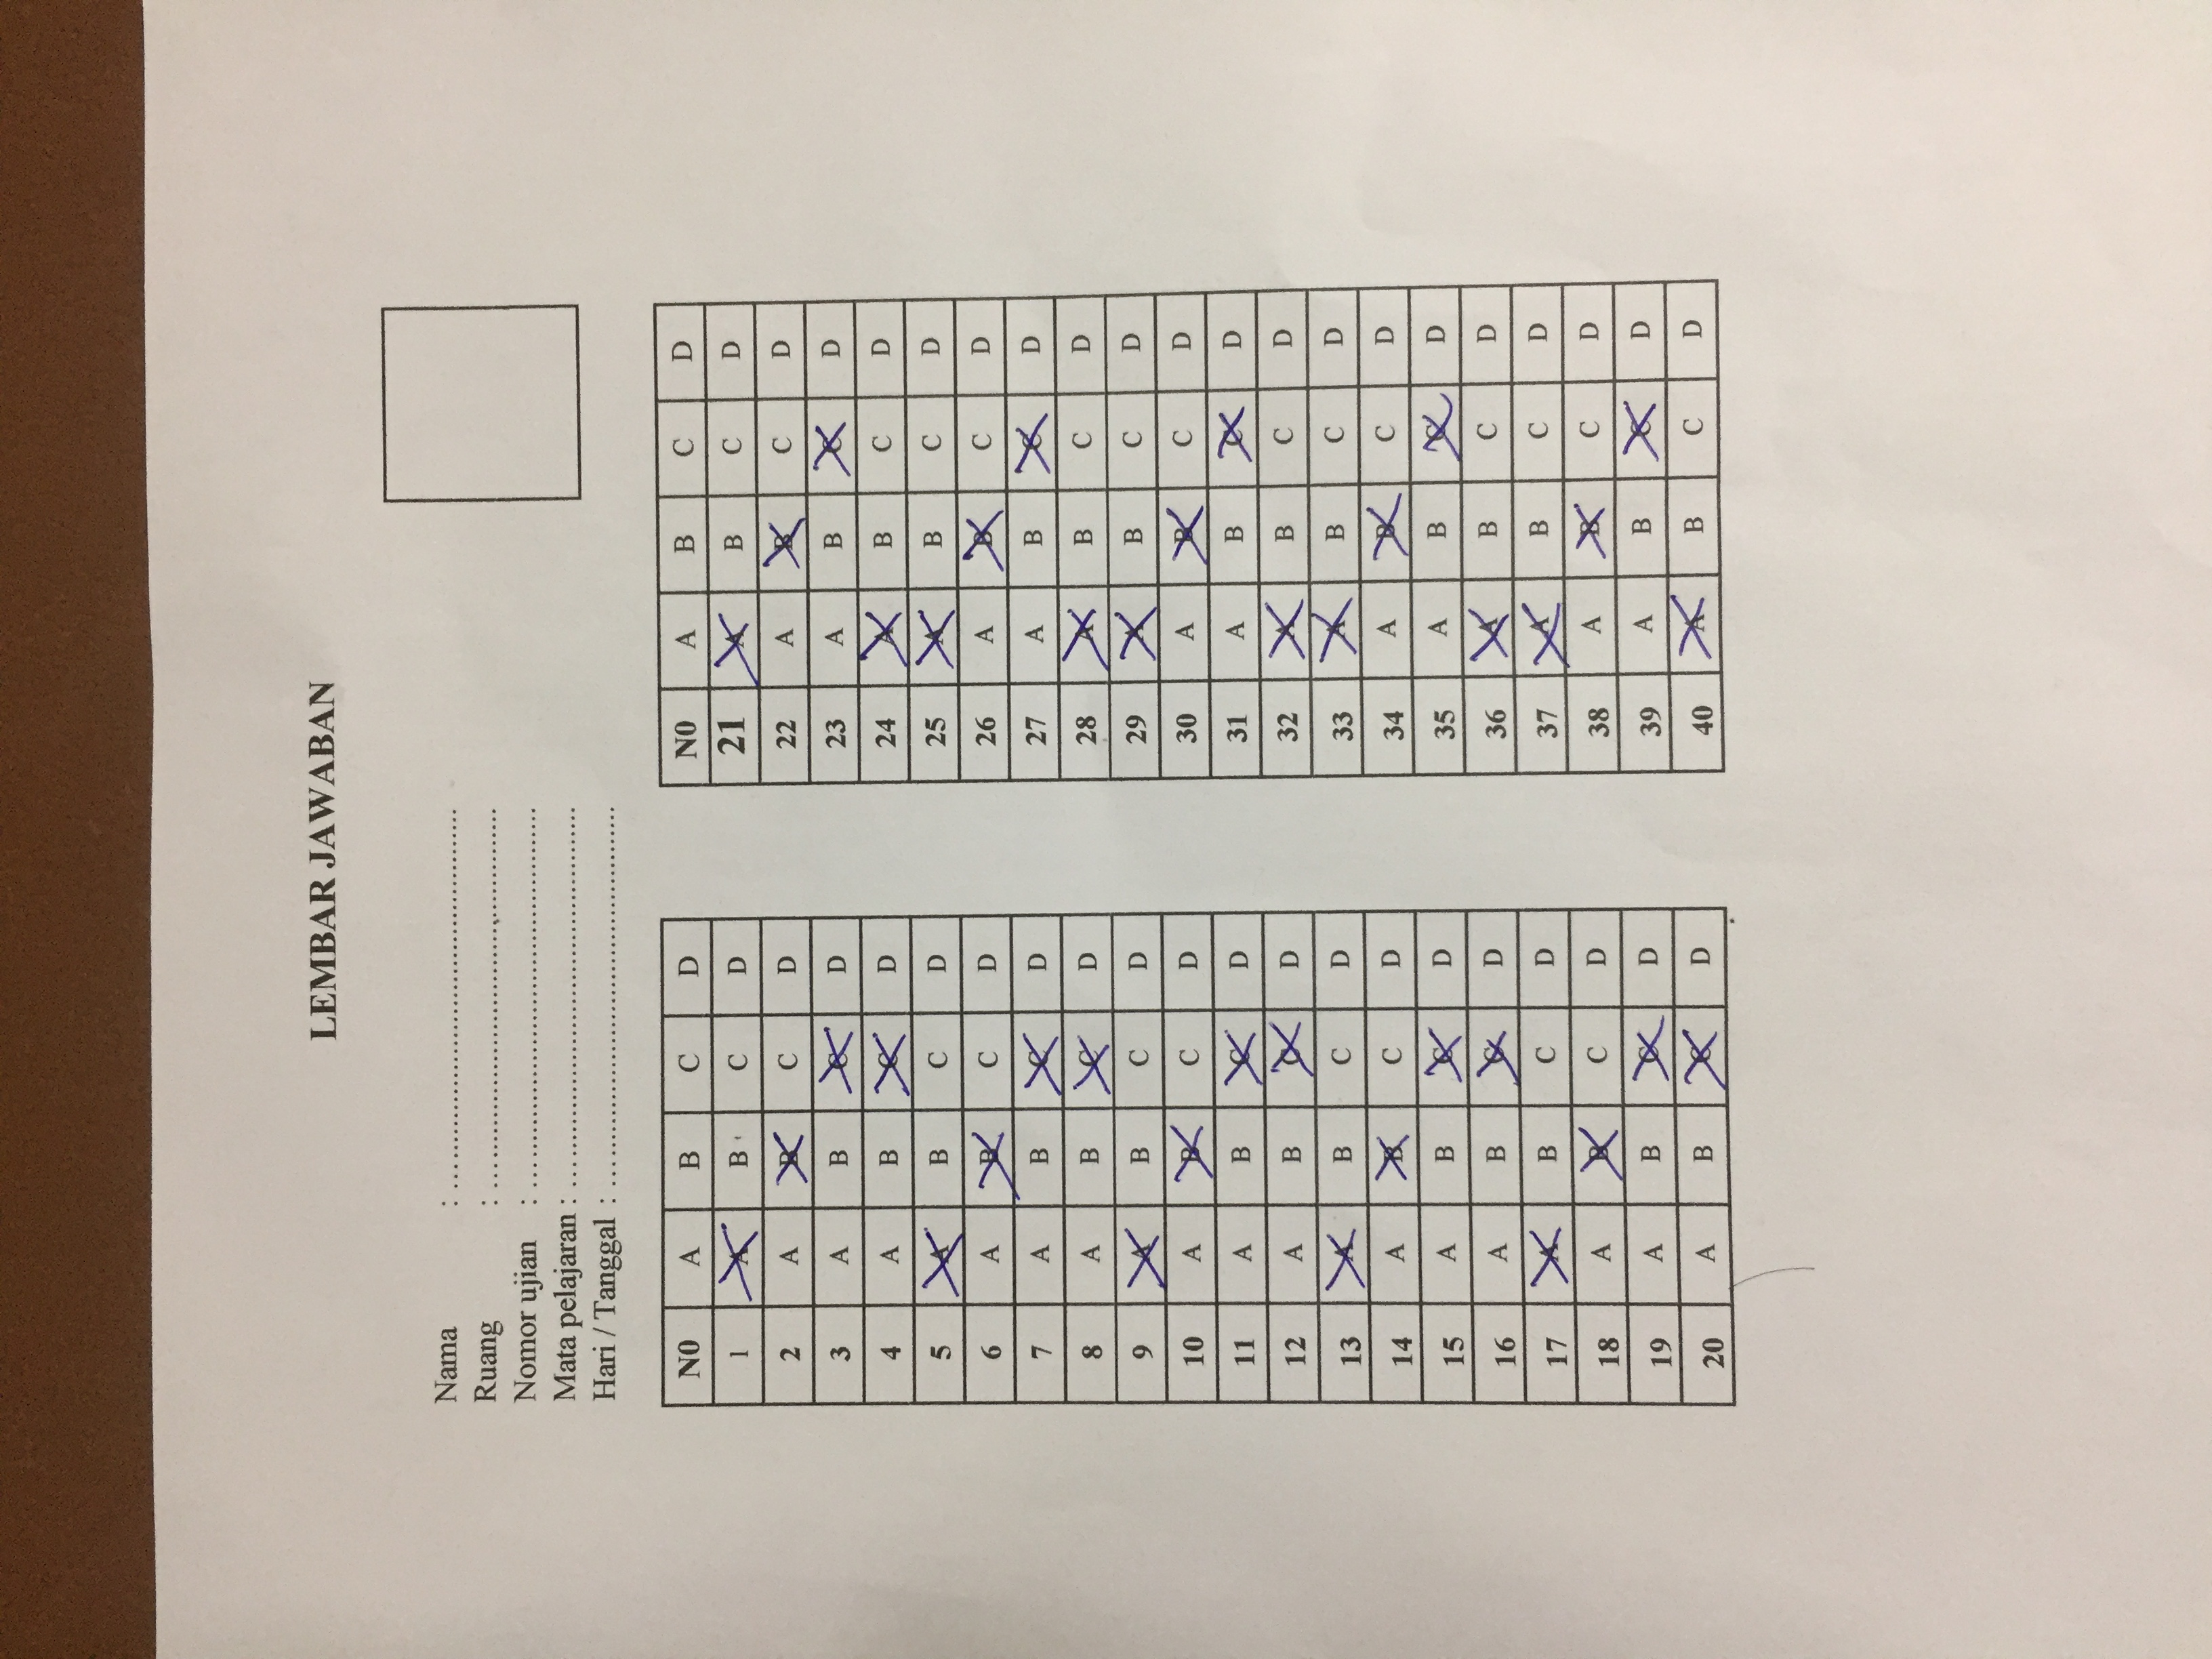 LEMBAR JAWABAN
Nama : ..................................................
Ruang : ..................................................
Nomor ujian : ..................................................
Mata pelajaran : ..................................................
Hari / Tanggal : ..................................................
N0 A B C D
1 A B C D
2 A B C D
3 A B C D
4 A B C D
5 A B C D
6 A B C D
7 A B C D
8 A B C D
9 A B C D
10 A B C D
11 A B C D
12 A B C D
13 A B C D
14 A B C D
15 A B C D
16 A B C D
17 A B C D
18 A B C D
19 A B C D
20 A B C D
N0 A B C D
21 A B C D
22 A B C D
23 A B C D
24 A B C D
25 A B C D
26 A B C D
27 A B C D
28 A B C D
29 A B C D
30 A B C D
31 A B C D
32 A B C D
33 A B C D
34 A B C D
35 A B C D
36 A B C D
37 A B C D
38 A B C D
39 A B C D
40 A B C D